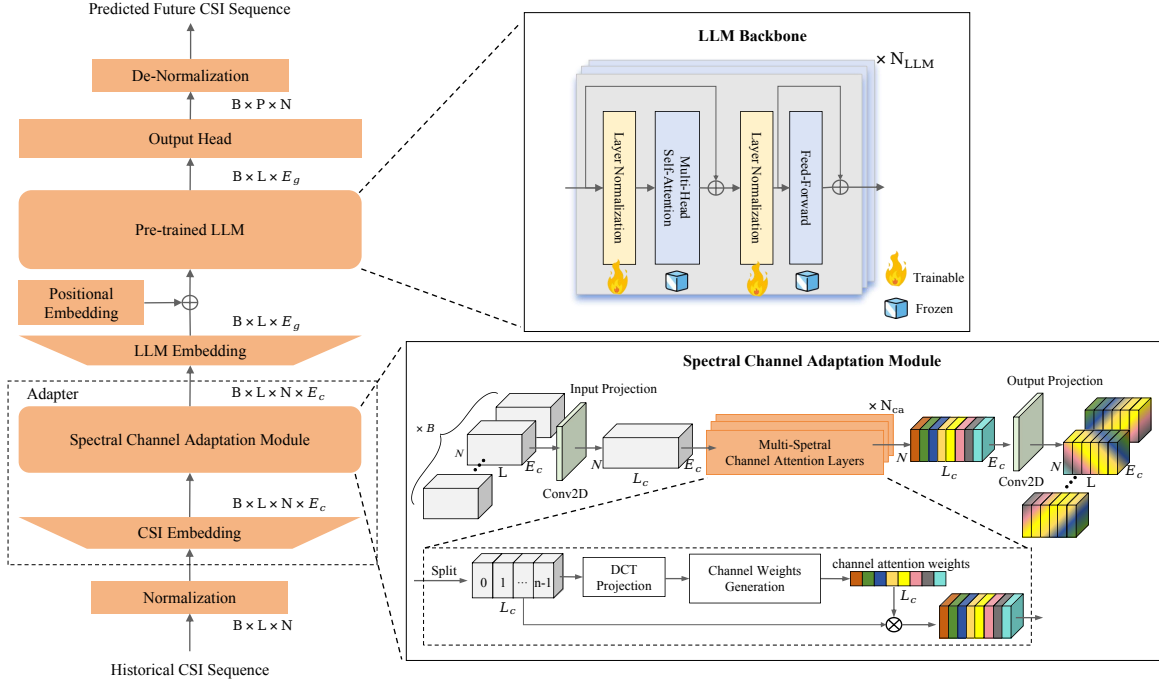 Predicted Future CSI Sequence
De-Normalization
B × P × N
Output Head
B × L × E_g
Pre-trained LLM
Positional
Embedding
B × L × E_g
LLM Embedding
B × L × N × E_c
Adapter
Spectral Channel Adaptation Module
B × L × N × E_c
CSI Embedding
Normalization
B × L × N
Historical CSI Sequence
LLM Backbone
× N_LLM
Layer Normalization
Multi-Head
Self-Attention
Layer Normalization
Feed-Forward
Trainable
Frozen
Spectral Channel Adaptation Module
× B
N
L
E_c
Input Projection
Conv2D
N
L_c
E_c
× N_ca
Multi-Spetral
Channel Attention Layers
N
L_c
E_c
Output Projection
Conv2D
N
L
E_c
Split
0
1
...
n-1
L_c
DCT
Projection
Channel Weights
Generation
channel attention weights
L_c